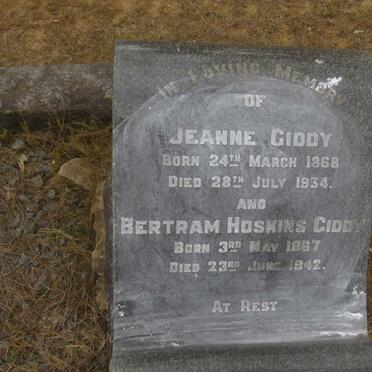 In Loving Memory
OF
Jeanne Giddy
Born 24TH March 1868
Died 28TH July 1934.
AND
Bertram Hoskins Giddy
Born 3RD May 1867
Died 23RD June 1942.
At Rest